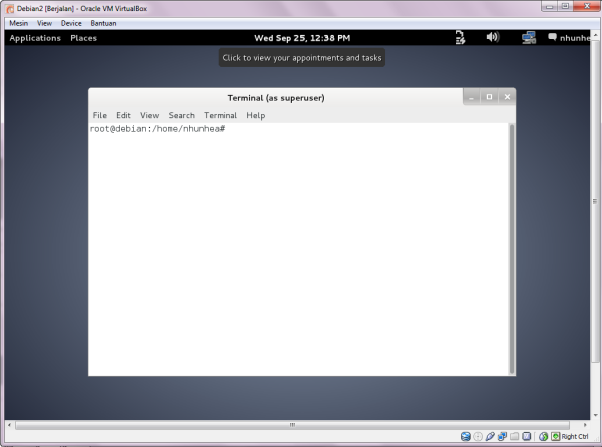 Debian2 [Berjalan] - Oracle VM VirtualBox
Mesin View Device Bantuan
Applications Places Wed Sep 25, 12:38 PM nhunhe
Click to view your appointments and tasks
Terminal (as superuser)
File Edit View Search Terminal Help
root@debian:/home/nhunhea#
Right Ctrl